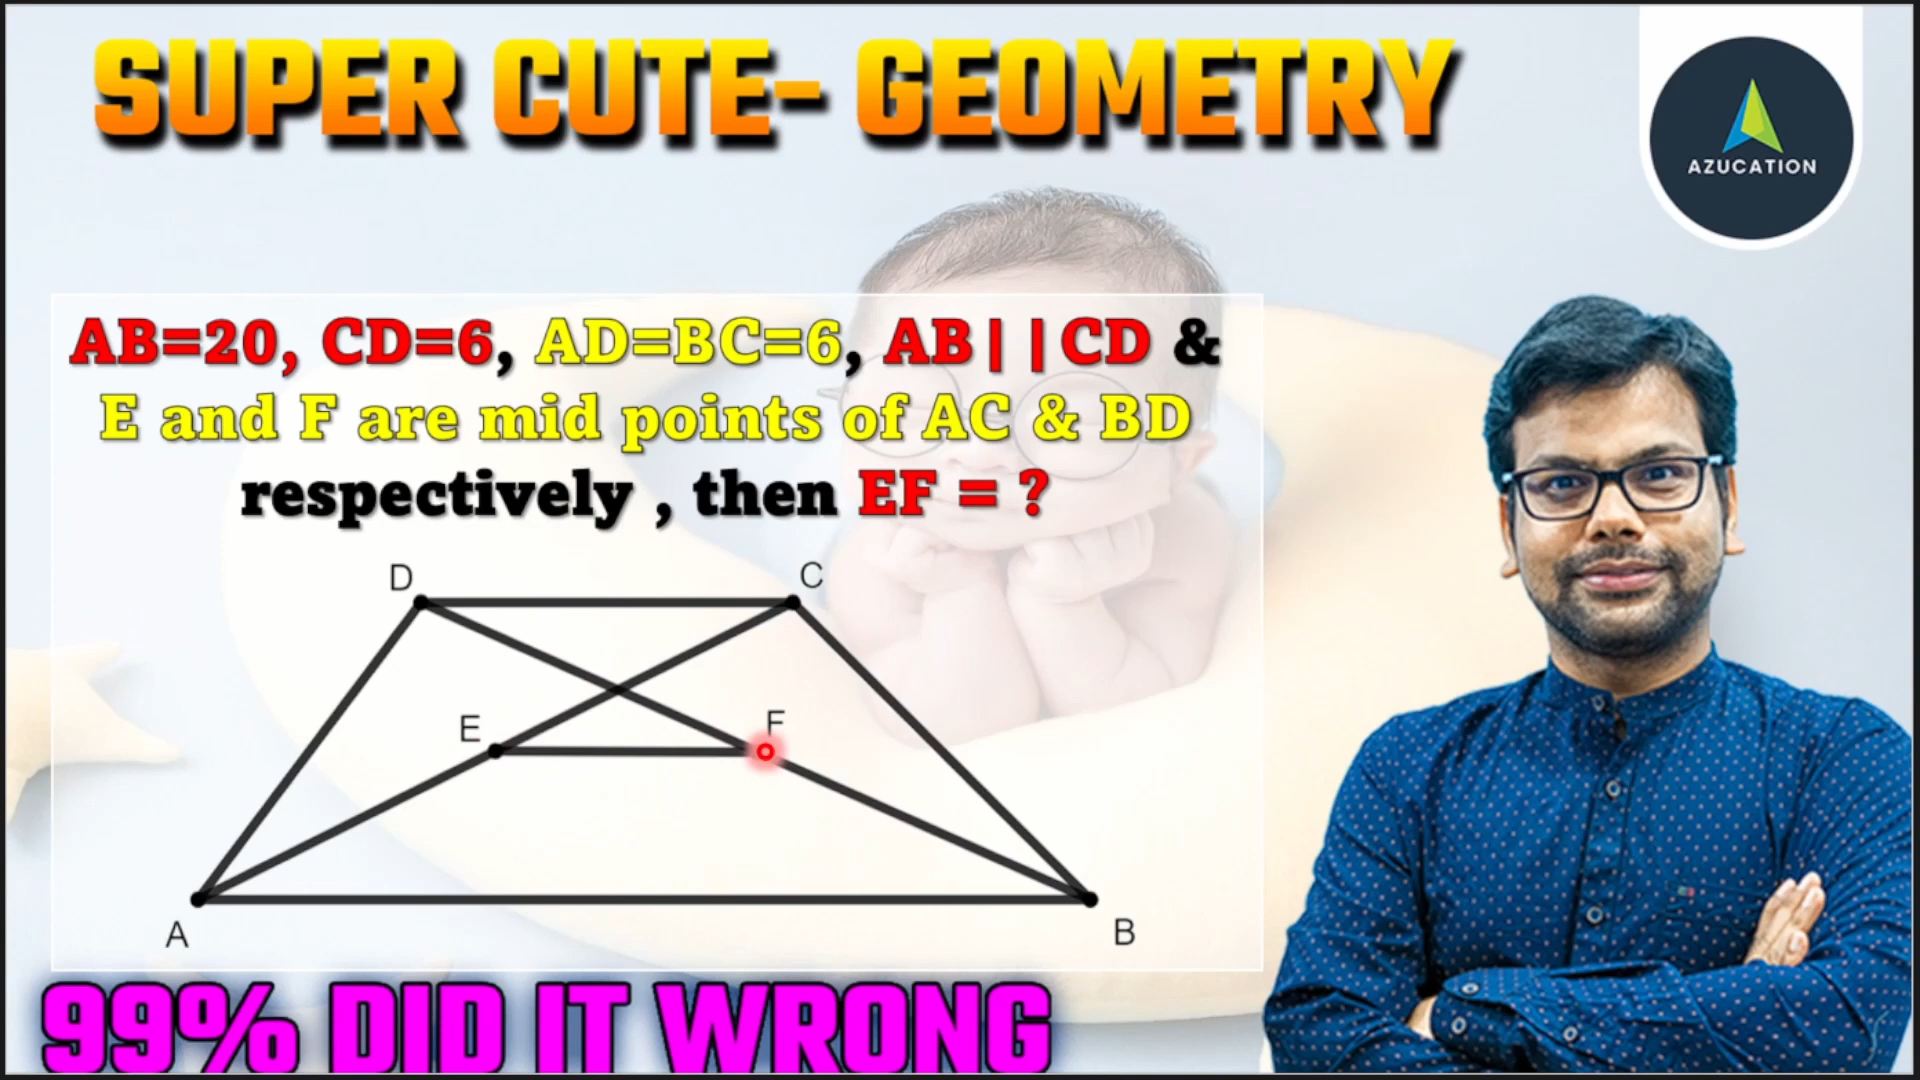 SUPER CUTE- GEOMETRY
AZUCATION
AB=20, CD=6, AD=BC=6, AB||CD &
E and F are mid points of AC & BD
respectively , then EF = ?
D
C
E
F
A
B
99% DID IT WRONG